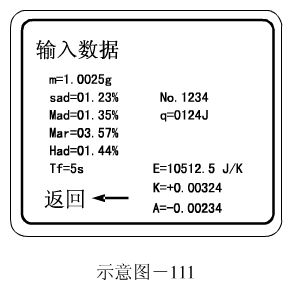 输入数据
m=1.0025g
sad=01.23% No.1234
Mad=01.35% q=0124J
Mar=03.57%
Had=01.44%
Tf=5s E=10512.5 J/K
返回 ← K=+0.00324
A=-0.00234
示意图-111